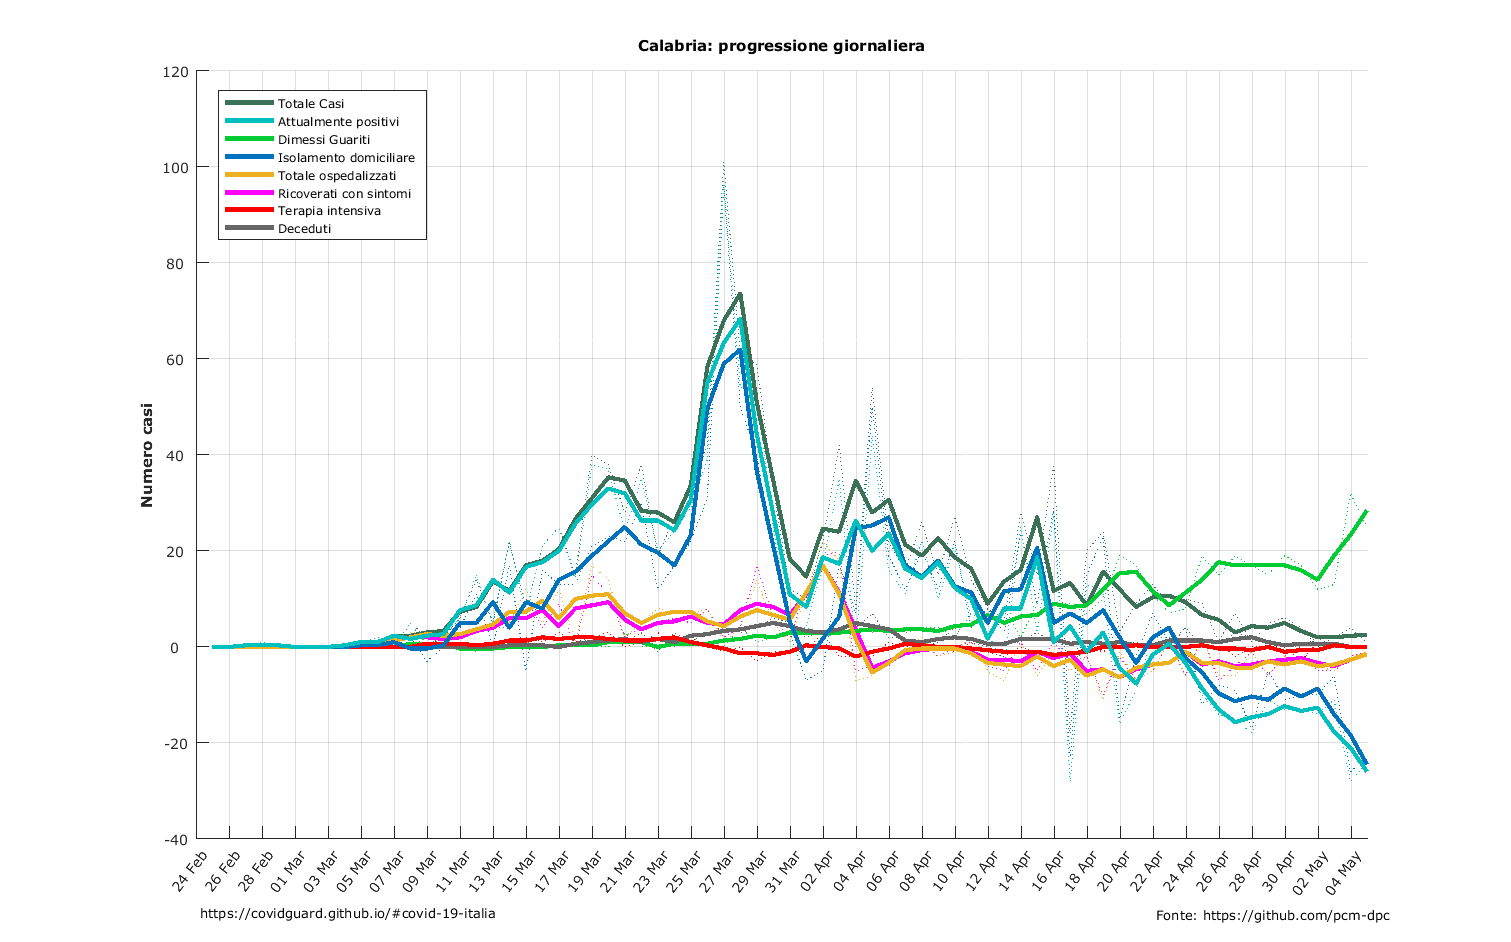 Calabria: progressione giornaliera
120
100
80
60
40
20
0
-20
-40
Numero casi
Totale Casi
Attualmente positivi
Dimessi Guariti
Isolamento domiciliare
Totale ospedalizzati
Ricoverati con sintomi
Terapia intensiva
Deceduti
24 Feb
26 Feb
28 Feb
01 Mar
03 Mar
05 Mar
07 Mar
09 Mar
11 Mar
13 Mar
15 Mar
17 Mar
19 Mar
21 Mar
23 Mar
25 Mar
27 Mar
29 Mar
31 Mar
02 Apr
04 Apr
06 Apr
08 Apr
10 Apr
12 Apr
14 Apr
16 Apr
18 Apr
20 Apr
22 Apr
24 Apr
26 Apr
28 Apr
30 Apr
02 May
04 May
https://covidguard.github.io/#covid-19-italia
Fonte: https://github.com/pcm-dpc